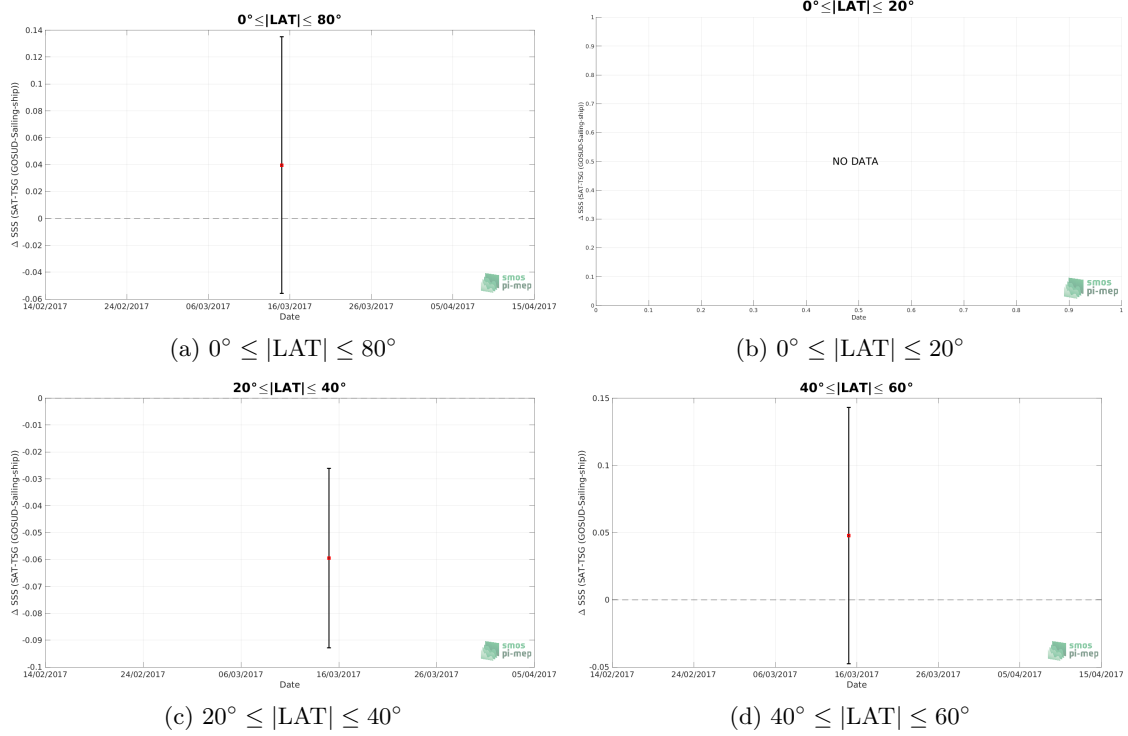 0°≤|LAT|≤ 80°
Δ SSS (SAT-TSG (GOSUD-Sailing-ship))
0.14
0.12
0.1
0.08
0.06
0.04
0.02
0
-0.02
-0.04
-0.06
14/02/2017 24/02/2017 06/03/2017 16/03/2017 26/03/2017 05/04/2017 15/04/2017
Date
smos
pi-mep
(a) 0° ≤ |LAT| ≤ 80°
0°≤|LAT|≤ 20°
Δ SSS (SAT-TSG (GOSUD-Sailing-ship))
1
0.9
0.8
0.7
0.6
0.5
0.4
0.3
0.2
0.1
0
NO DATA
0 0.1 0.2 0.3 0.4 0.5 0.6 0.7 0.8 0.9 1
Date
smos
pi-mep
(b) 0° ≤ |LAT| ≤ 20°
20°≤|LAT|≤ 40°
Δ SSS (SAT-TSG (GOSUD-Sailing-ship))
0
-0.01
-0.02
-0.03
-0.04
-0.05
-0.06
-0.07
-0.08
-0.09
-0.1
14/02/2017 24/02/2017 06/03/2017 16/03/2017 26/03/2017 05/04/2017
Date
smos
pi-mep
(c) 20° ≤ |LAT| ≤ 40°
40°≤|LAT|≤ 60°
Δ SSS (SAT-TSG (GOSUD-Sailing-ship))
0.15
0.1
0.05
0
-0.05
14/02/2017 24/02/2017 06/03/2017 16/03/2017 26/03/2017 05/04/2017 15/04/2017
Date
smos
pi-mep
(d) 40° ≤ |LAT| ≤ 60°